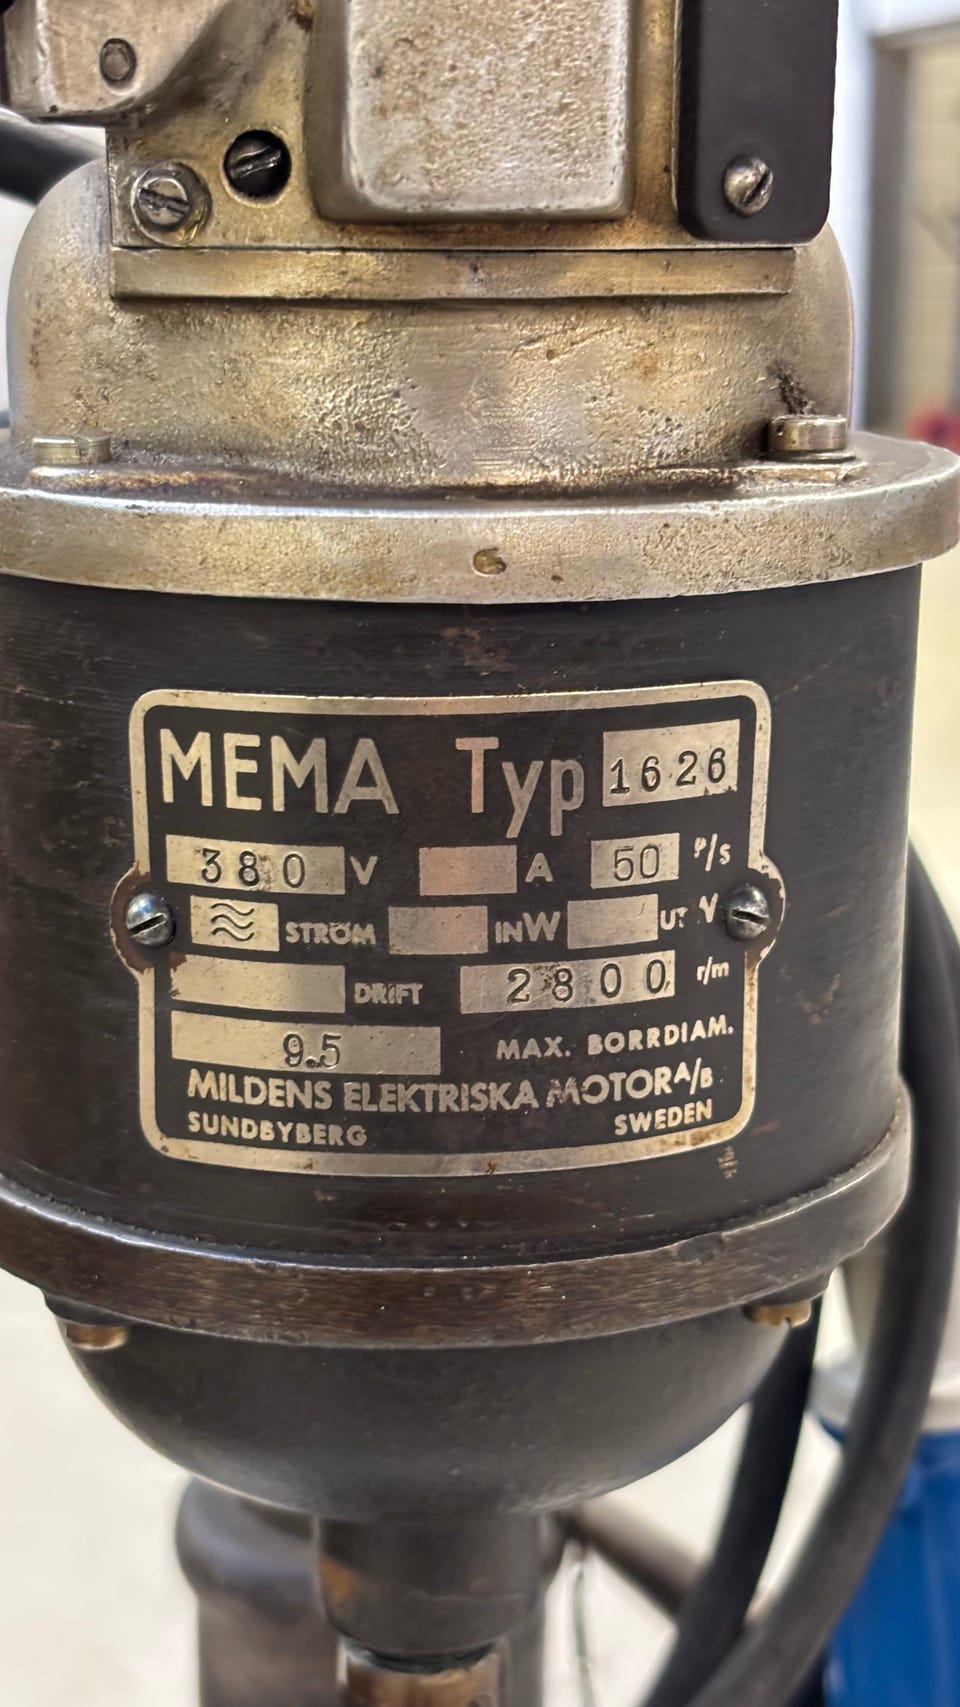 MEMA Typ 1626
380 V A 50 P/s
≋ STRÖM INW UT V
DRIFT 2800 r/m
9.5 MAX. BORRDIAM.
MILDENS ELEKTRISKA MOTOR A/B
SUNDBYBERG SWEDEN